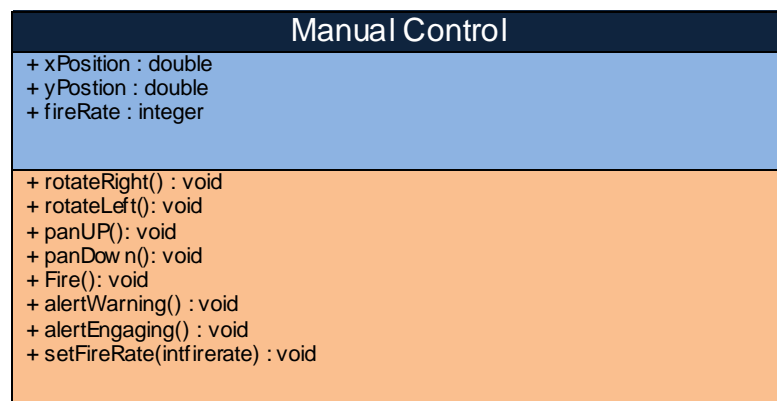 Manual Control
+ xPosition : double
+ yPostion : double
+ fireRate : integer
+ rotateRight() : void
+ rotateLeft(): void
+ panUP(): void
+ panDown(): void
+ Fire(): void
+ alertWarning() : void
+ alertEngaging() : void
+ setFireRate(intfirerate) : void